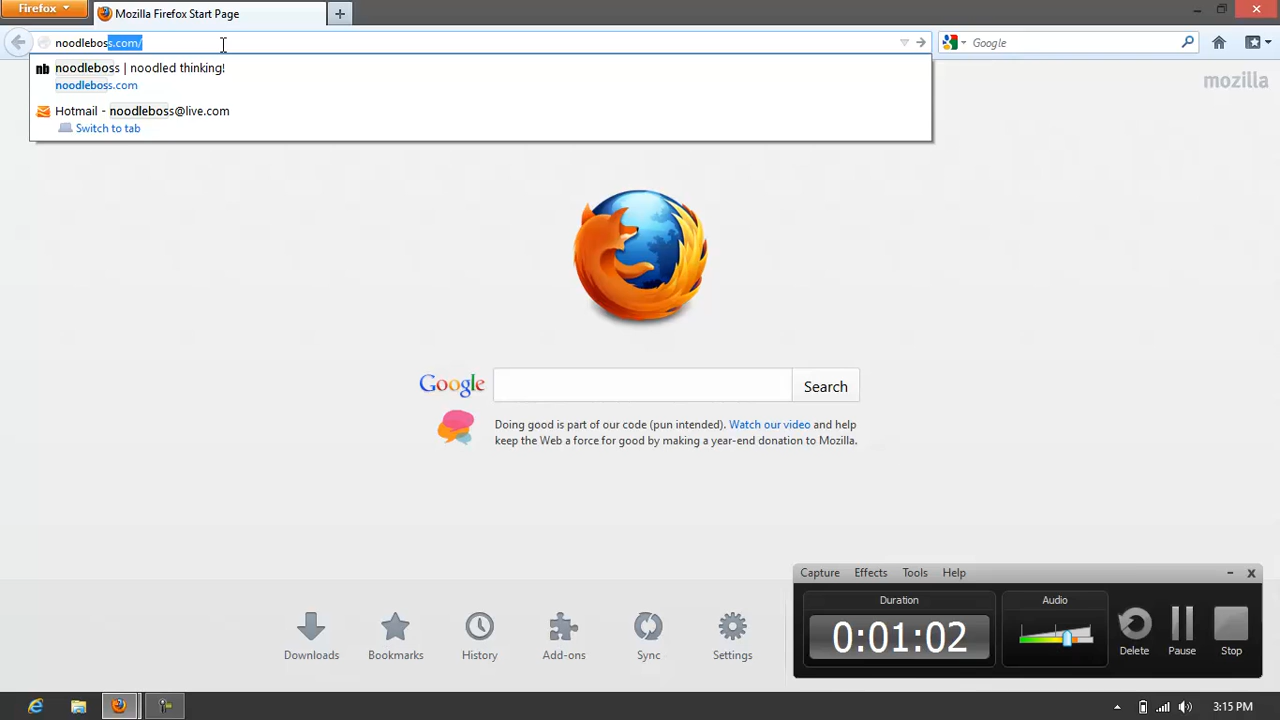 Firefox
Mozilla Firefox Start Page
noodleboss.com/
Google
noodleboss | noodled thinking!
noodleboss.com
Hotmail - noodleboss@live.com
Switch to tab
mozilla
Google
Search
Doing good is part of our code (pun intended). Watch our video and help
keep the Web a force for good by making a year-end donation to Mozilla.
Capture Effects Tools Help
Duration
Audio
0:01:02
Delete
Pause
Stop
Downloads
Bookmarks
History
Add-ons
Sync
Settings
3:15 PM